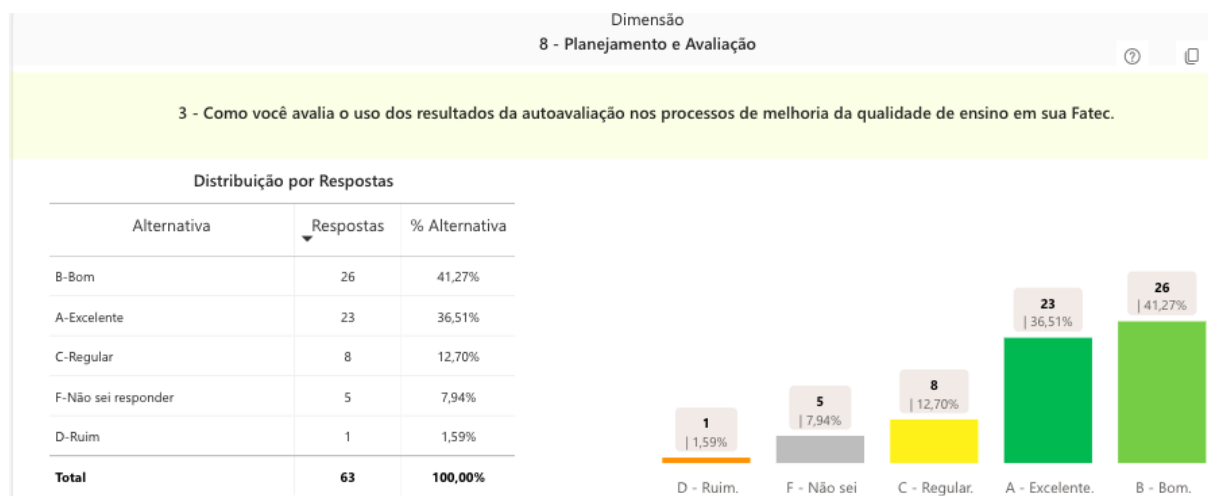 Dimensão
8 - Planejamento e Avaliação
3 - Como você avalia o uso dos resultados da autoavaliação nos processos de melhoria da qualidade de ensino em sua Fatec.
Distribuição por Respostas
Alternativa Respostas % Alternativa
B-Bom 26 41,27%
A-Excelente 23 36,51%
C-Regular 8 12,70%
F-Não sei responder 5 7,94%
D-Ruim 1 1,59%
Total 63 100,00%
1
| 1,59%
5
| 7,94%
8
| 12,70%
23
| 36,51%
26
| 41,27%
D - Ruim. F - Não sei C - Regular. A - Excelente. B - Bom.